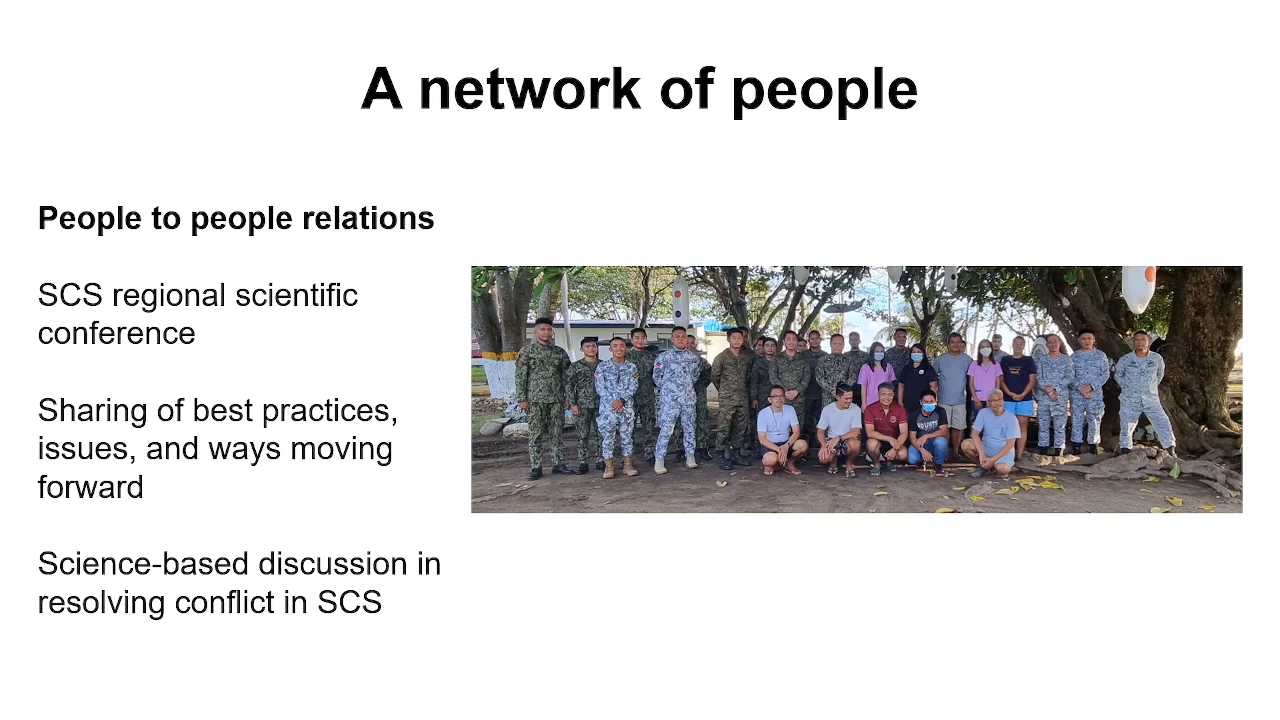 A network of people
People to people relations
SCS regional scientific
conference
Sharing of best practices,
issues, and ways moving
forward
Science-based discussion in
resolving conflict in SCS